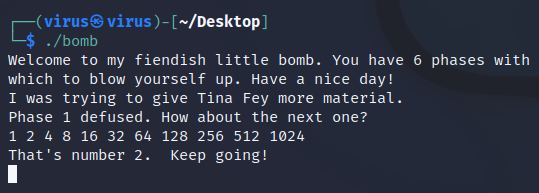 ┌──(virus㉿virus)-[~/Desktop]
└─$ ./bomb
Welcome to my fiendish little bomb. You have 6 phases with
which to blow yourself up. Have a nice day!
I was trying to give Tina Fey more material.
Phase 1 defused. How about the next one?
1 2 4 8 16 32 64 128 256 512 1024
That's number 2.  Keep going!